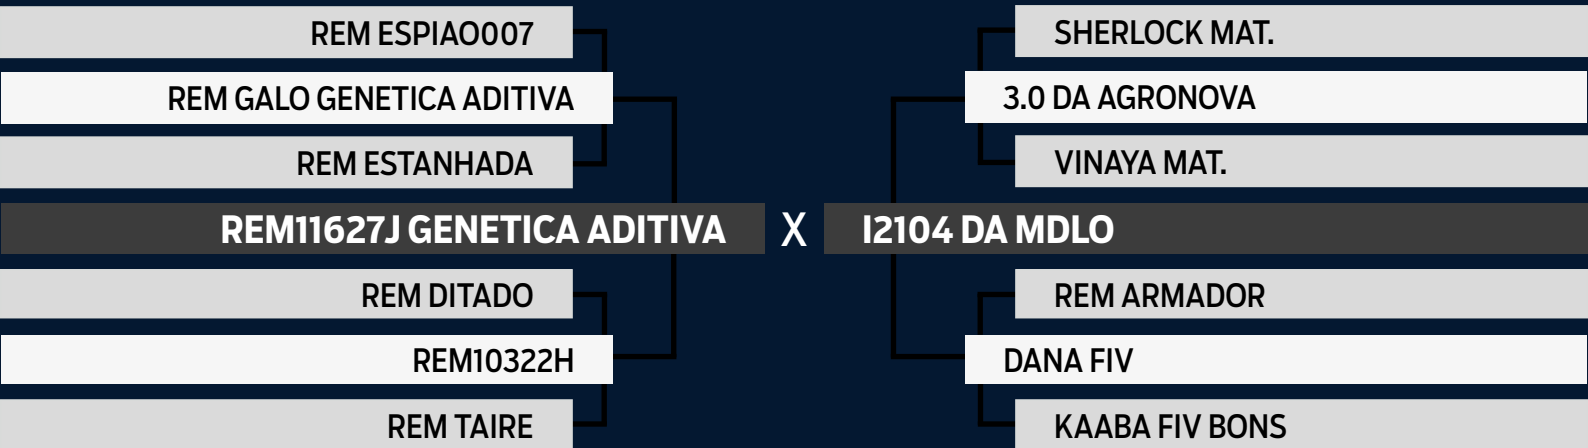 REM ESPIAO007
REM GALO GENETICA ADITIVA
REM ESTANHADA
REM11627J GENETICA ADITIVA
REM DITADO
REM10322H
REM TAIRE
X
SHERLOCK MAT.
3.0 DA AGRONOVA
VINAYA MAT.
I2104 DA MDLO
REM ARMADOR
DANA FIV
KAABA FIV BONS